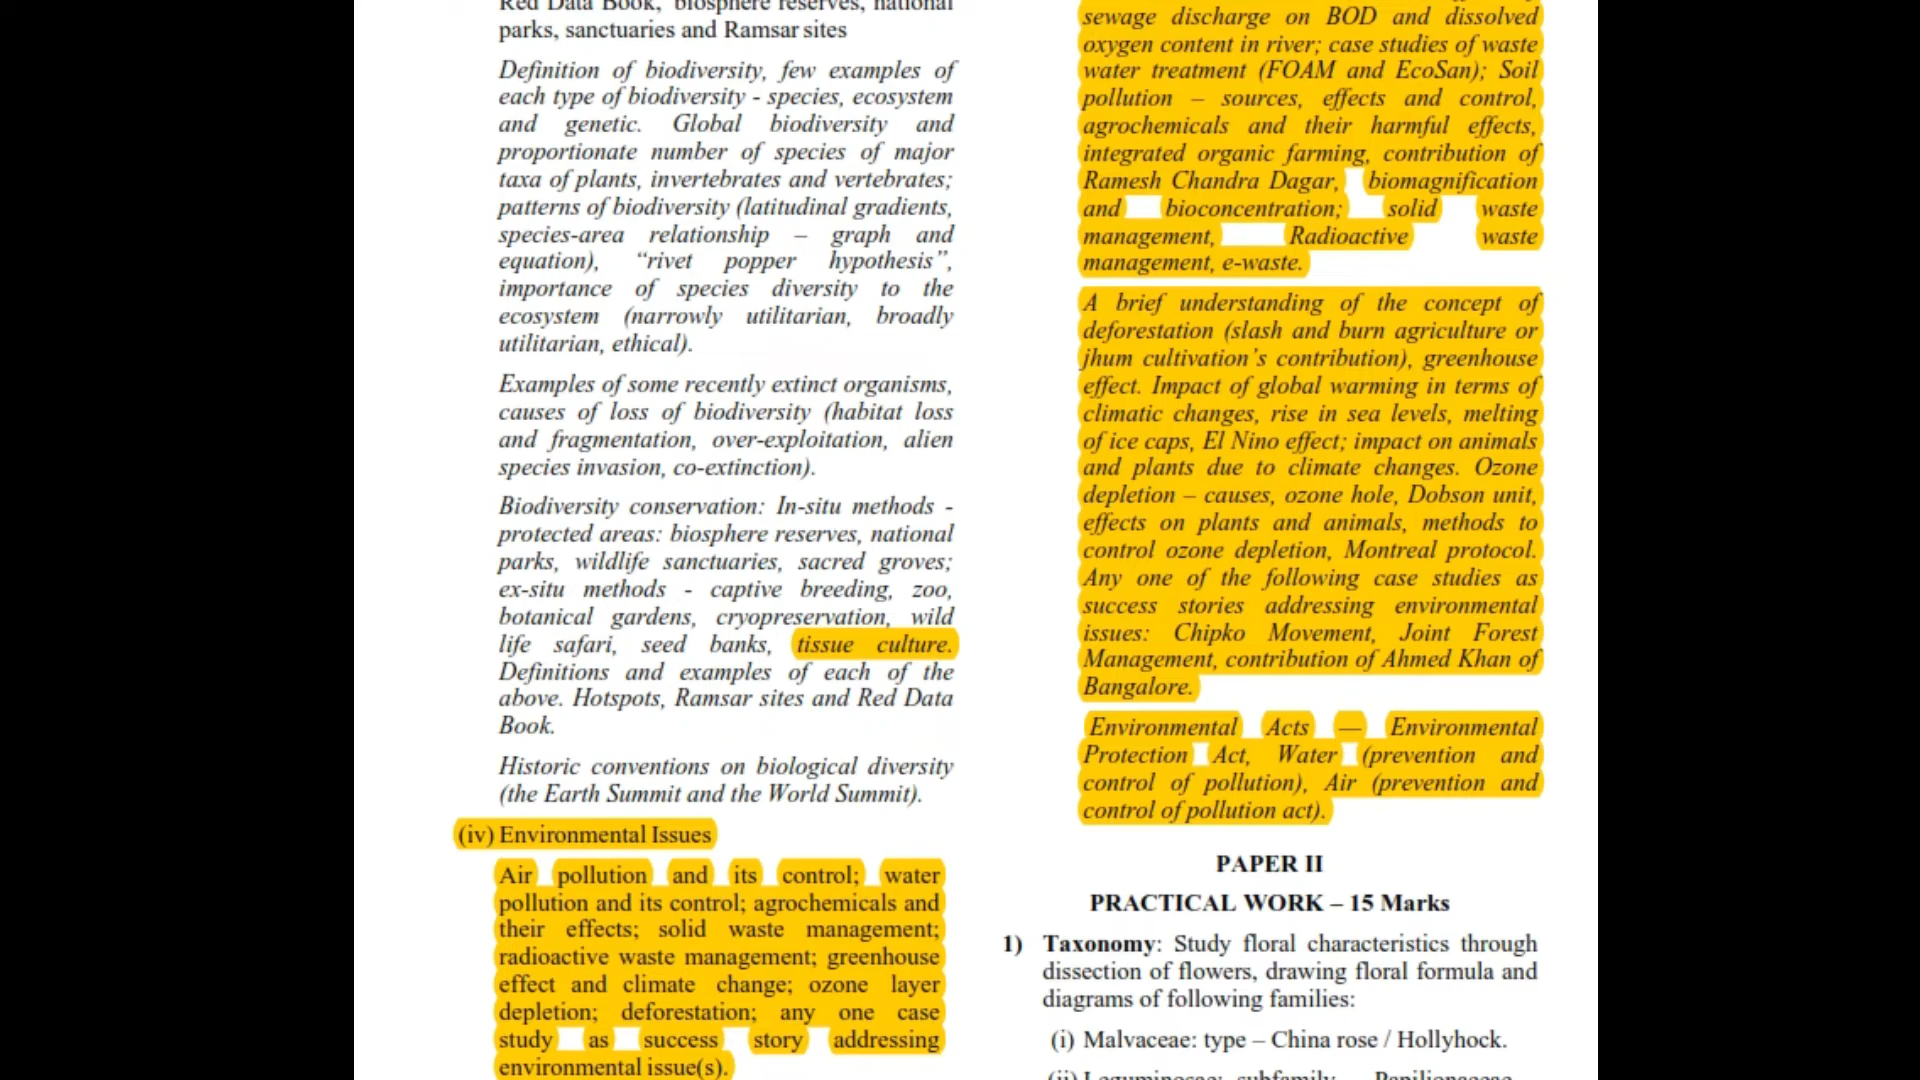 Red Data Book, biosphere reserves, national
parks, sanctuaries and Ramsar sites
Definition of biodiversity, few examples of
each type of biodiversity - species, ecosystem
and genetic. Global biodiversity and
proportionate number of species of major
taxa of plants, invertebrates and vertebrates;
patterns of biodiversity (latitudinal gradients,
species-area relationship – graph and
equation), “rivet popper hypothesis”,
importance of species diversity to the
ecosystem (narrowly utilitarian, broadly
utilitarian, ethical).
Examples of some recently extinct organisms,
causes of loss of biodiversity (habitat loss
and fragmentation, over-exploitation, alien
species invasion, co-extinction).
Biodiversity conservation: In-situ methods -
protected areas: biosphere reserves, national
parks, wildlife sanctuaries, sacred groves;
ex-situ methods - captive breeding, zoo,
botanical gardens, cryopreservation, wild
life safari, seed banks, tissue culture.
Definitions and examples of each of the
above. Hotspots, Ramsar sites and Red Data
Book.
Historic conventions on biological diversity
(the Earth Summit and the World Summit).
(iv) Environmental Issues
Air pollution and its control; water
pollution and its control; agrochemicals and
their effects; solid waste management;
radioactive waste management; greenhouse
effect and climate change; ozone layer
depletion; deforestation; any one case
study as success story addressing
environmental issue(s).
sewage discharge on BOD and dissolved
oxygen content in river; case studies of waste
water treatment (FOAM and EcoSan); Soil
pollution – sources, effects and control,
agrochemicals and their harmful effects,
integrated organic farming, contribution of
Ramesh Chandra Dagar, biomagnification
and bioconcentration; solid waste
management, Radioactive waste
management, e-waste.
A brief understanding of the concept of
deforestation (slash and burn agriculture or
jhum cultivation’s contribution), greenhouse
effect. Impact of global warming in terms of
climatic changes, rise in sea levels, melting
of ice caps, El Nino effect; impact on animals
and plants due to climate changes. Ozone
depletion – causes, ozone hole, Dobson unit,
effects on plants and animals, methods to
control ozone depletion, Montreal protocol.
Any one of the following case studies as
success stories addressing environmental
issues: Chipko Movement, Joint Forest
Management, contribution of Ahmed Khan of
Bangalore.
Environmental Acts — Environmental
Protection Act, Water (prevention and
control of pollution), Air (prevention and
control of pollution act).
PAPER II
PRACTICAL WORK – 15 Marks
1) Taxonomy: Study floral characteristics through
dissection of flowers, drawing floral formula and
diagrams of following families:
(i) Malvaceae: type – China rose / Hollyhock.
(ii) Leguminosae: subfamily – Papilionaceae